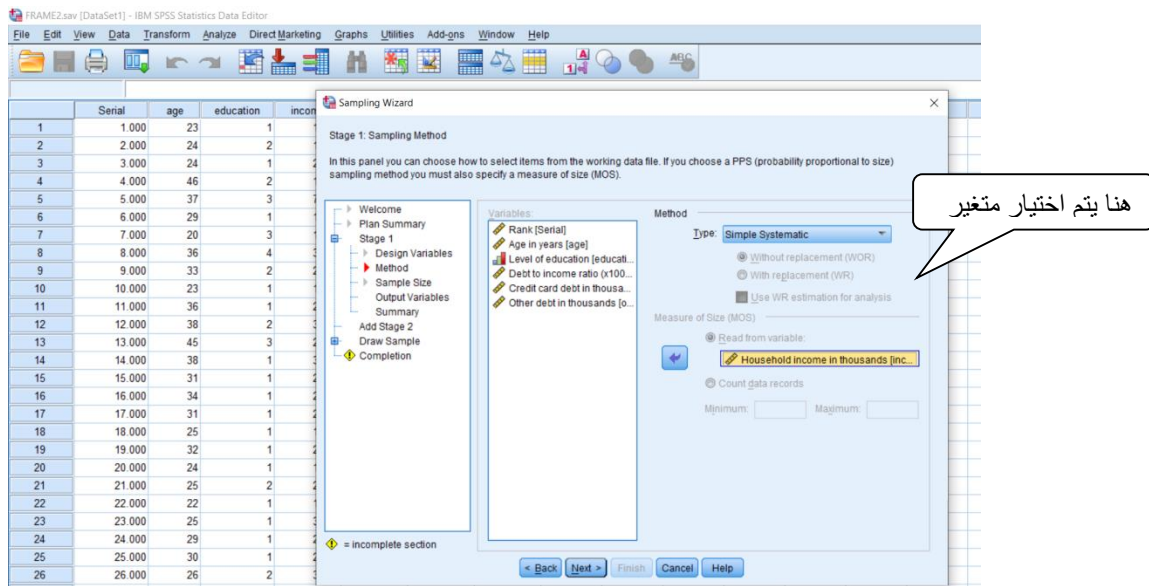 FRAME2.sav [DataSet1] - IBM SPSS Statistics Data Editor
File Edit View Data Transform Analyze Direct Marketing Graphs Utilities Add-ons Window Help
Serial age education incom
1 1.000 23 1
2 2.000 24 2
3 3.000 24 1
4 4.000 46 2
5 5.000 37 3
6 6.000 29 1
7 7.000 20 3
8 8.000 36 4
9 9.000 33 2
10 10.000 23 1
11 11.000 36 1
12 12.000 38 2
13 13.000 45 3
14 14.000 38 1
15 15.000 31 1
16 16.000 34 1
17 17.000 31 1
18 18.000 25 1
19 19.000 32 1
20 20.000 24 1
21 21.000 25 2
22 22.000 22 1
23 23.000 25 1
24 24.000 29 1
25 25.000 30 1
26 26.000 26 2
Sampling Wizard
Stage 1: Sampling Method
In this panel you can choose how to select items from the working data file. If you choose a PPS (probability proportional to size)
sampling method you must also specify a measure of size (MOS).
Welcome
Plan Summary
Stage 1
Design Variables
Method
Sample Size
Output Variables
Summary
Add Stage 2
Draw Sample
Completion
= incomplete section
Variables:
Rank [Serial]
Age in years [age]
Level of education [educati...
Debt to income ratio (x100...
Credit card debt in thousa...
Other debt in thousands [o...
Method
Type: Simple Systematic
Without replacement (WOR)
With replacement (WR)
Use WR estimation for analysis
Measure of Size (MOS)
Read from variable:
Household income in thousands [inc...
Count data records
Minimum: Maximum:
< Back Next > Finish Cancel Help
هنا يتم اختيار متغير